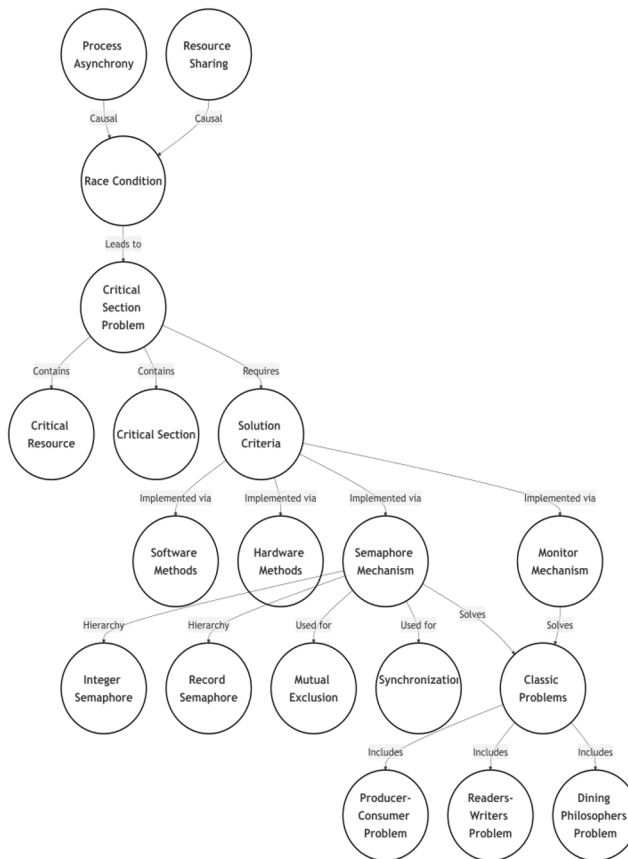 Process
Asynchrony
Resource
Sharing
Causal
Causal
Race Condition
Leads to
Critical
Section
Problem
Contains
Contains
Requires
Critical
Resource
Critical Section
Solution
Criteria
Implemented via
Implemented via
Implemented via
Implemented via
Software
Methods
Hardware
Methods
Semaphore
Mechanism
Monitor
Mechanism
Hierarchy
Hierarchy
Used for
Used for
Solves
Solves
Integer
Semaphore
Record
Semaphore
Mutual
Exclusion
Synchronization
Classic
Problems
Includes
Includes
Includes
Producer-
Consumer
Problem
Readers-
Writers
Problem
Dining
Philosophers
Problem